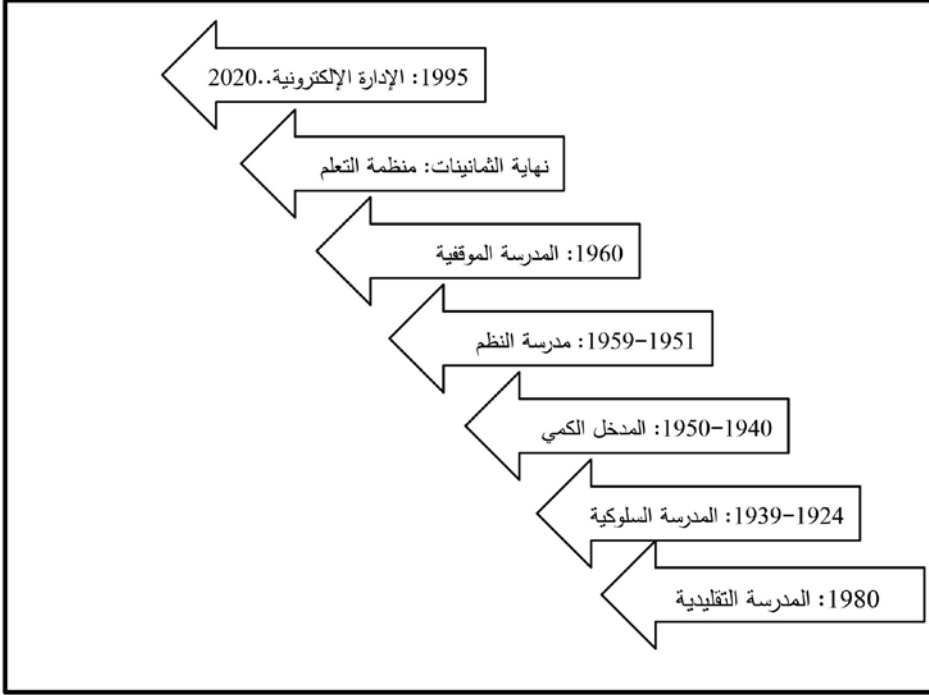 1995: الإدارة الإلكترونية..2020
نهاية الثمانينات: منظمة التعلم
1960: المدرسة الموقفية
1951-1959: مدرسة النظم
1940-1950: المدخل الكمي
1924-1939: المدرسة السلوكية
1980: المدرسة التقليدية